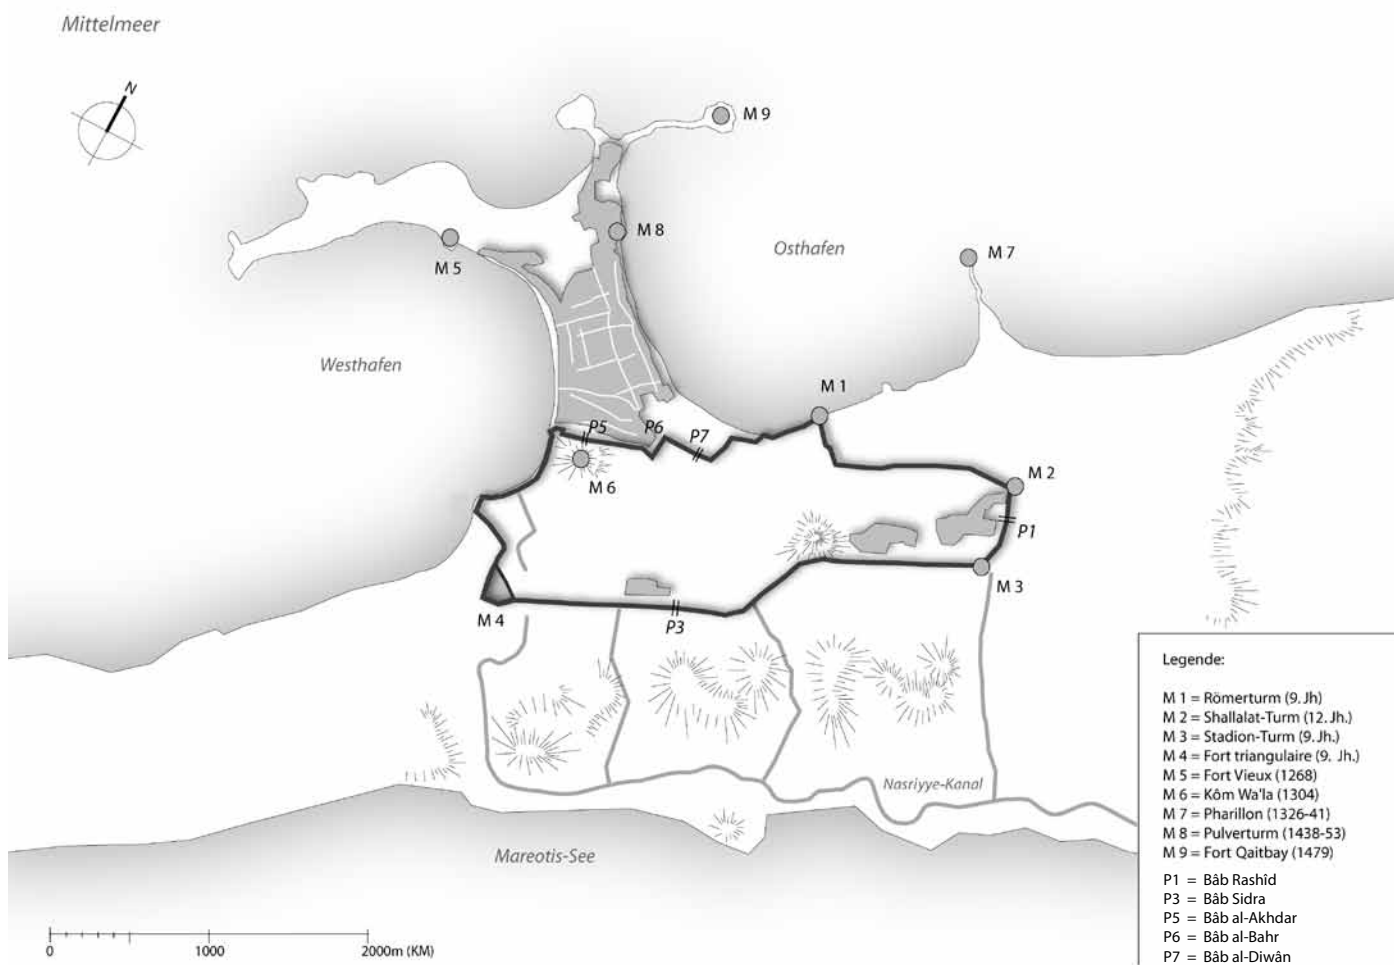 Mittelmeer
N
M 9
M 8
Osthafen
M 7
M 5
Westhafen
M 1
P5
P6
P7
M 6
M 2
P1
M 3
M 4
P3
Nasriyye-Kanal
Mareotis-See
0
1000
2000m (KM)
Legende:
M 1 = Römerturm (9. Jh)
M 2 = Shallalat-Turm (12. Jh.)
M 3 = Stadion-Turm (9. Jh.)
M 4 = Fort triangulaire (9. Jh.)
M 5 = Fort Vieux (1268)
M 6 = Kôm Wa'la (1304)
M 7 = Pharillon (1326-41)
M 8 = Pulverturm (1438-53)
M 9 = Fort Qaitbay (1479)
P1 = Bâb Rashîd
P3 = Bâb Sidra
P5 = Bâb al-Akhdar
P6 = Bâb al-Bahr
P7 = Bâb al-Diwân